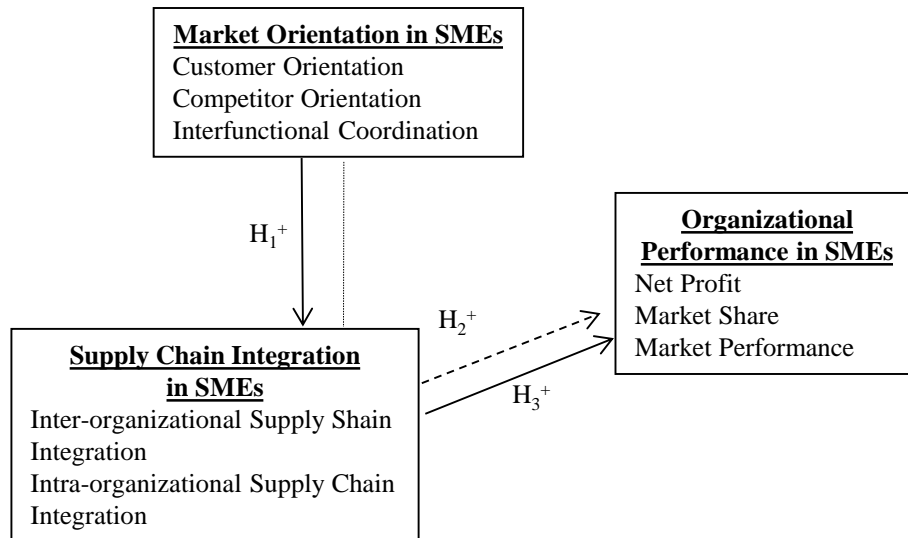 Market Orientation in SMEs
Customer Orientation
Competitor Orientation
Interfunctional Coordination
H₁⁺
Organizational
Performance in SMEs
Net Profit
Market Share
Market Performance
H₂⁺
H₃⁺
Supply Chain Integration
in SMEs
Inter-organizational Supply Shain
Integration
Intra-organizational Supply Chain
Integration